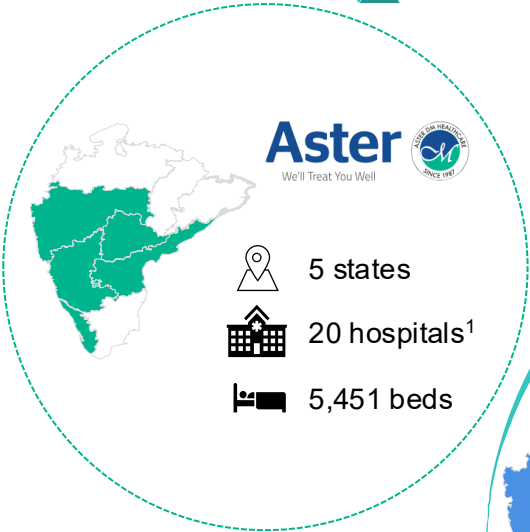 Aster
We'll Treat You Well
ASTER DM HEALTHCARE
SINCE 1987
5 states
20 hospitals¹
5,451 beds